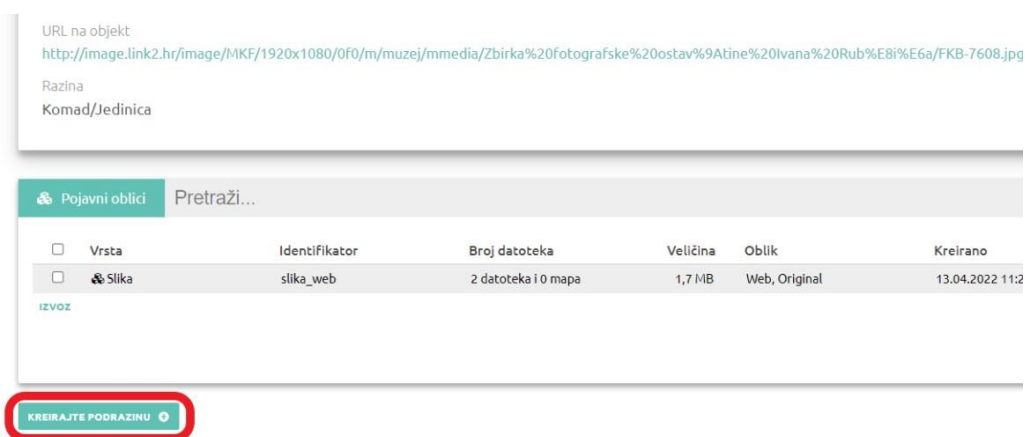 URL na objekt
http://image.link2.hr/image/MKF/1920x1080/0f0/m/muzej/mmedia/Zbirka%20fotografske%20ostav%9Atine%20Ivana%20Rub%E8i%E6a/FKB-7608.jpg
Razina
Komad/Jedinica
Pojavni oblici Pretraži...
Vrsta Identifikator Broj datoteka Veličina Oblik Kreirano
Slika slika_web 2 datoteka i 0 mapa 1,7 MB Web, Original 13.04.2022 11:2
IZVOZ
KREIRAJTE PODRAZINU